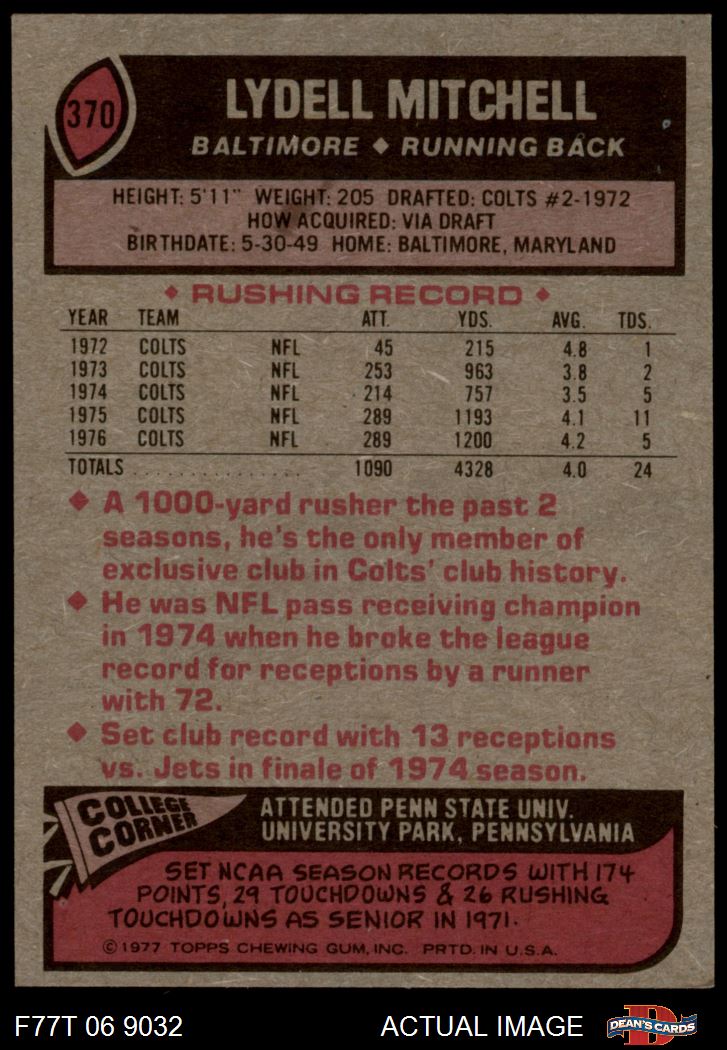 370
LYDELL MITCHELL
BALTIMORE ◆ RUNNING BACK
HEIGHT: 5'11" WEIGHT: 205 DRAFTED: COLTS #2-1972
HOW ACQUIRED: VIA DRAFT
BIRTHDATE: 5-30-49 HOME: BALTIMORE, MARYLAND
◆ RUSHING RECORD ◆
YEAR TEAM ATT. YDS. AVG. TDS.
1972 COLTS NFL 45 215 4.8 1
1973 COLTS NFL 253 963 3.8 2
1974 COLTS NFL 214 757 3.5 5
1975 COLTS NFL 289 1193 4.1 11
1976 COLTS NFL 289 1200 4.2 5
TOTALS . . . . . . . . . . . . . . . . 1090 4328 4.0 24
◆ A 1000-yard rusher the past 2
seasons, he's the only member of
exclusive club in Colts' club history.
◆ He was NFL pass receiving champion
in 1974 when he broke the league
record for receptions by a runner
with 72.
◆ Set club record with 13 receptions
vs. Jets in finale of 1974 season.
COLLEGE
CORNER
ATTENDED PENN STATE UNIV.
UNIVERSITY PARK, PENNSYLVANIA
SET NCAA SEASON RECORDS WITH 174
POINTS, 29 TOUCHDOWNS & 26 RUSHING
TOUCHDOWNS AS SENIOR IN 1971.
©1977 TOPPS CHEWING GUM, INC. PRTD. IN U.S.A.
F77T 06 9032 ACTUAL IMAGE
D
DEAN'S CARDS